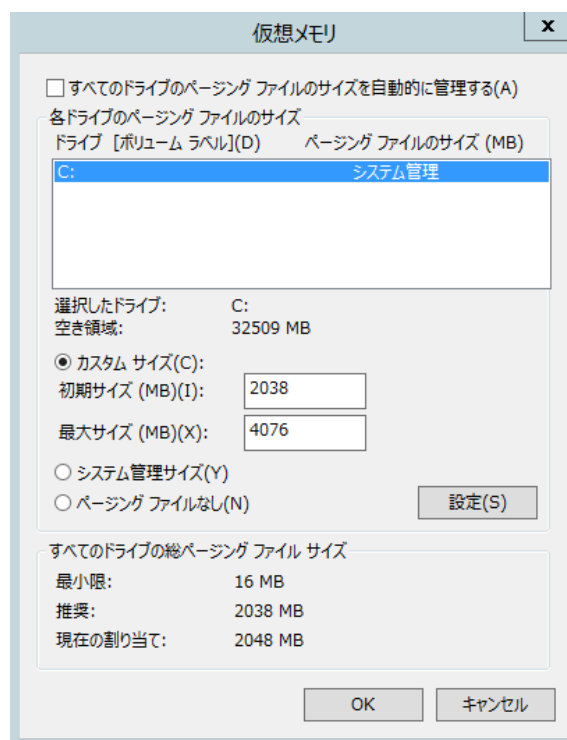 仮想メモリ
x
すべてのドライブのページング ファイルのサイズを自動的に管理する(A)
各ドライブのページング ファイルのサイズ
ドライブ [ボリューム ラベル](D) ページング ファイルのサイズ (MB)
C: システム管理
選択したドライブ: C:
空き領域: 32509 MB
カスタム サイズ(C):
初期サイズ (MB)(I): 2038
最大サイズ (MB)(X): 4076
システム管理サイズ(Y)
ページング ファイルなし(N) 設定(S)
すべてのドライブの総ページング ファイル サイズ
最小限: 16 MB
推奨: 2038 MB
現在の割り当て: 2048 MB
OK キャンセル